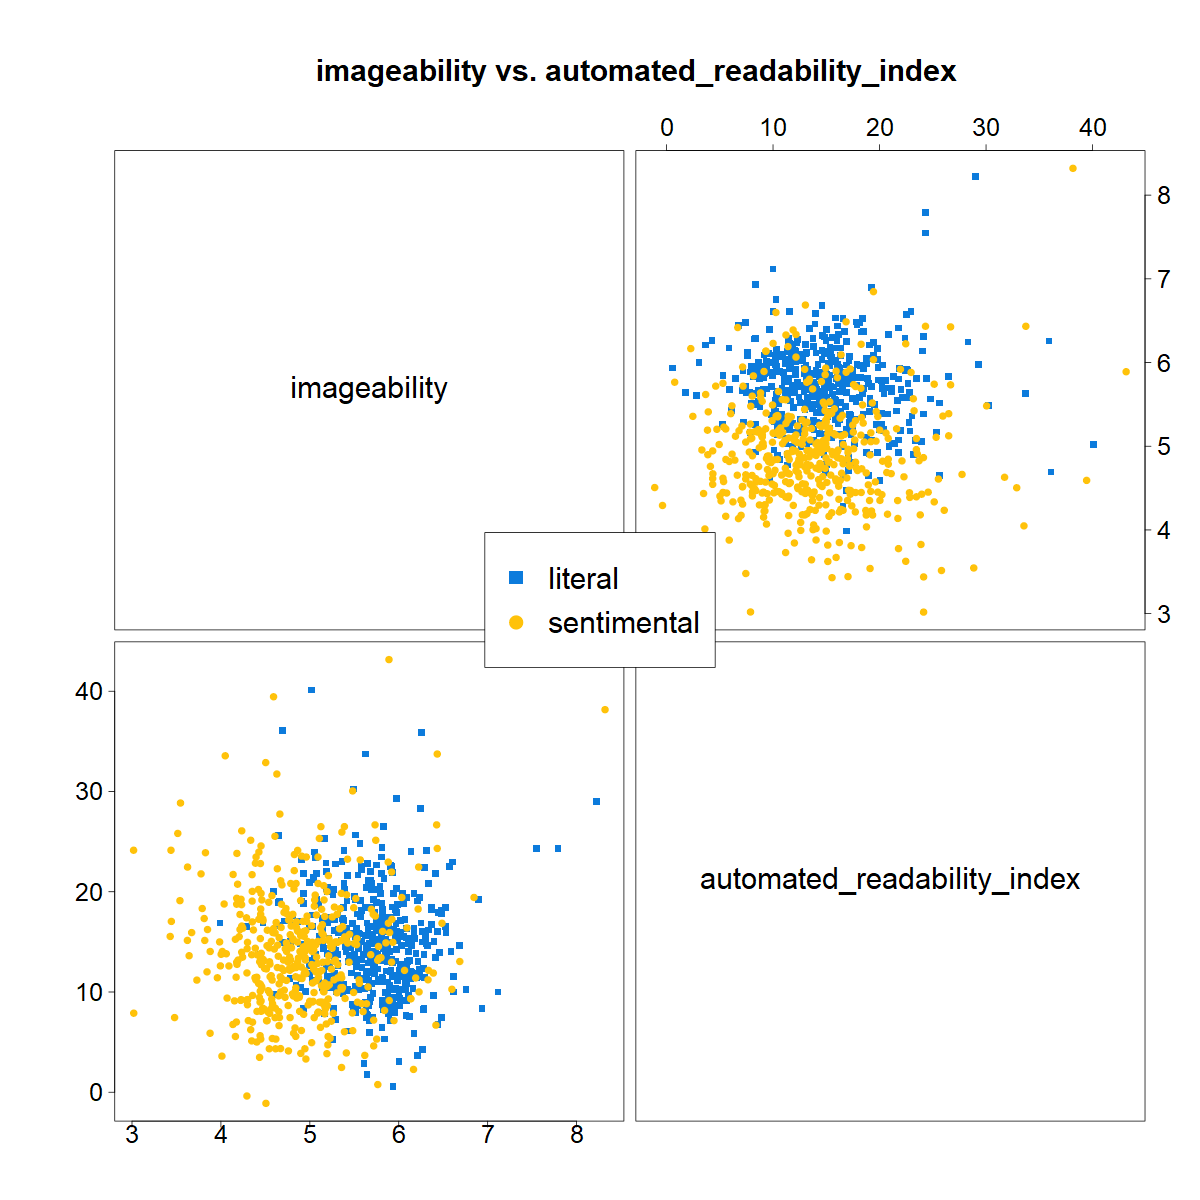 imageability vs. automated_readability_index
0 10 20 30 40
8
7
imageability
6
5
4
literal
3
sentimental
40
30
automated_readability_index
20
10
0
3 4 5 6 7 8